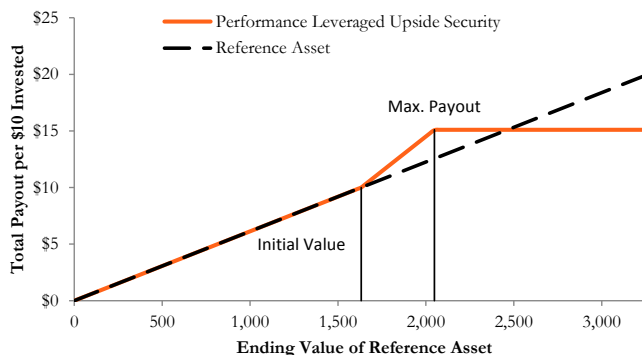 $25
$20
$15
$10
$5
$0
Total Payout per $10 Invested
Performance Leveraged Upside Security
Reference Asset
Max. Payout
Initial Value
0 500 1,000 1,500 2,000 2,500 3,000
Ending Value of Reference Asset